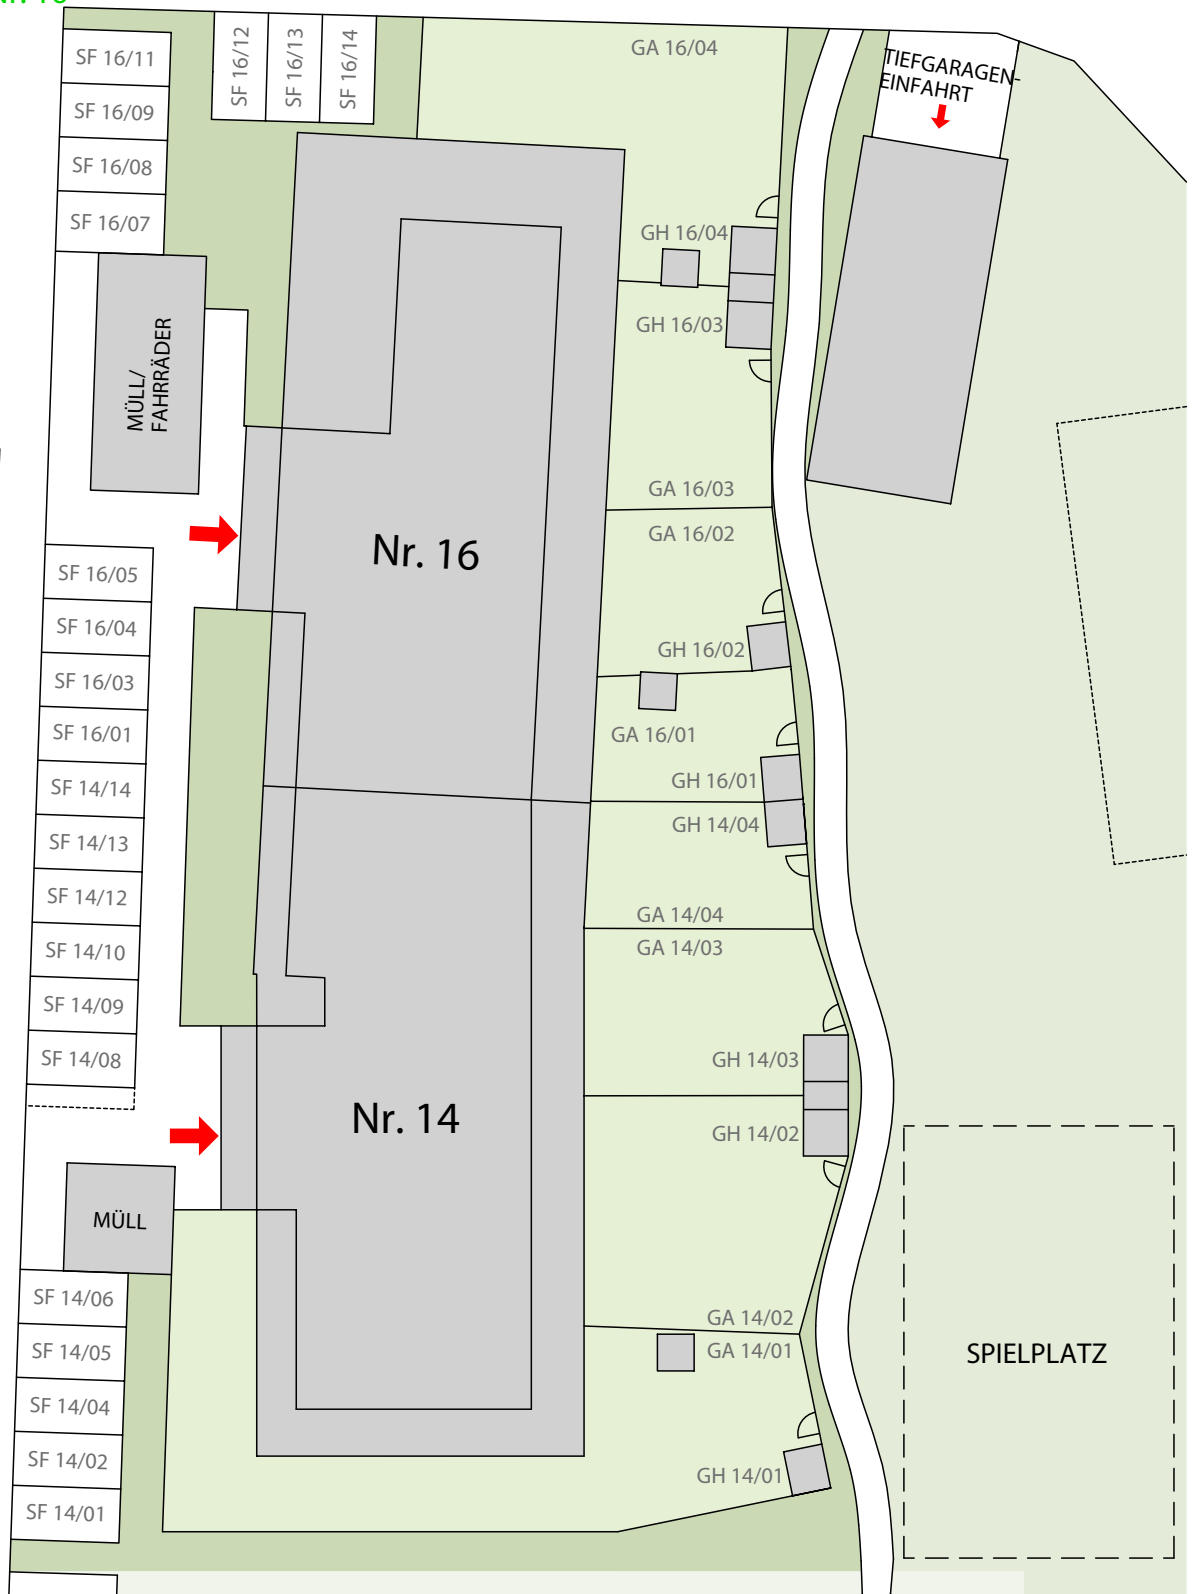 SF 16/11
SF 16/09
SF 16/08
SF 16/07
SF 16/12
SF 16/13
SF 16/14
GA 16/04
TIEFGARAGEN-
EINFAHRT
GH 16/04
GH 16/03
MÜLL/
FAHRRÄDER
GA 16/03
GA 16/02
Nr. 16
SF 16/05
SF 16/04
SF 16/03
SF 16/01
SF 14/14
SF 14/13
SF 14/12
SF 14/10
SF 14/09
SF 14/08
GH 16/02
GA 16/01
GH 16/01
GH 14/04
GA 14/04
GA 14/03
GH 14/03
GH 14/02
Nr. 14
MÜLL
SF 14/06
SF 14/05
SF 14/04
SF 14/02
SF 14/01
GA 14/02
GA 14/01
GH 14/01
SPIELPLATZ